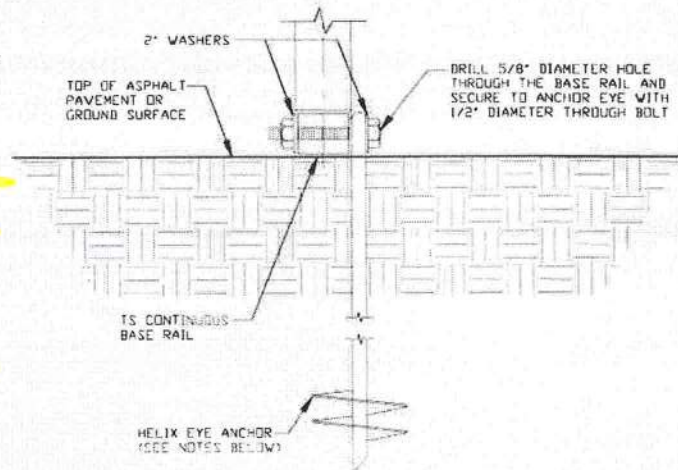 2" WASHERS
TOP OF ASPHALT
PAVEMENT OR
GROUND SURFACE
DRILL 5/8" DIAMETER HOLE
THROUGH THE BASE RAIL AND
SECURE TO ANCHOR EYE WITH
1/2" DIAMETER THROUGH BOLT
TS CONTINUOUS
BASE RAIL
HELIX EYE ANCHOR
(SEE NOTES BELOW)